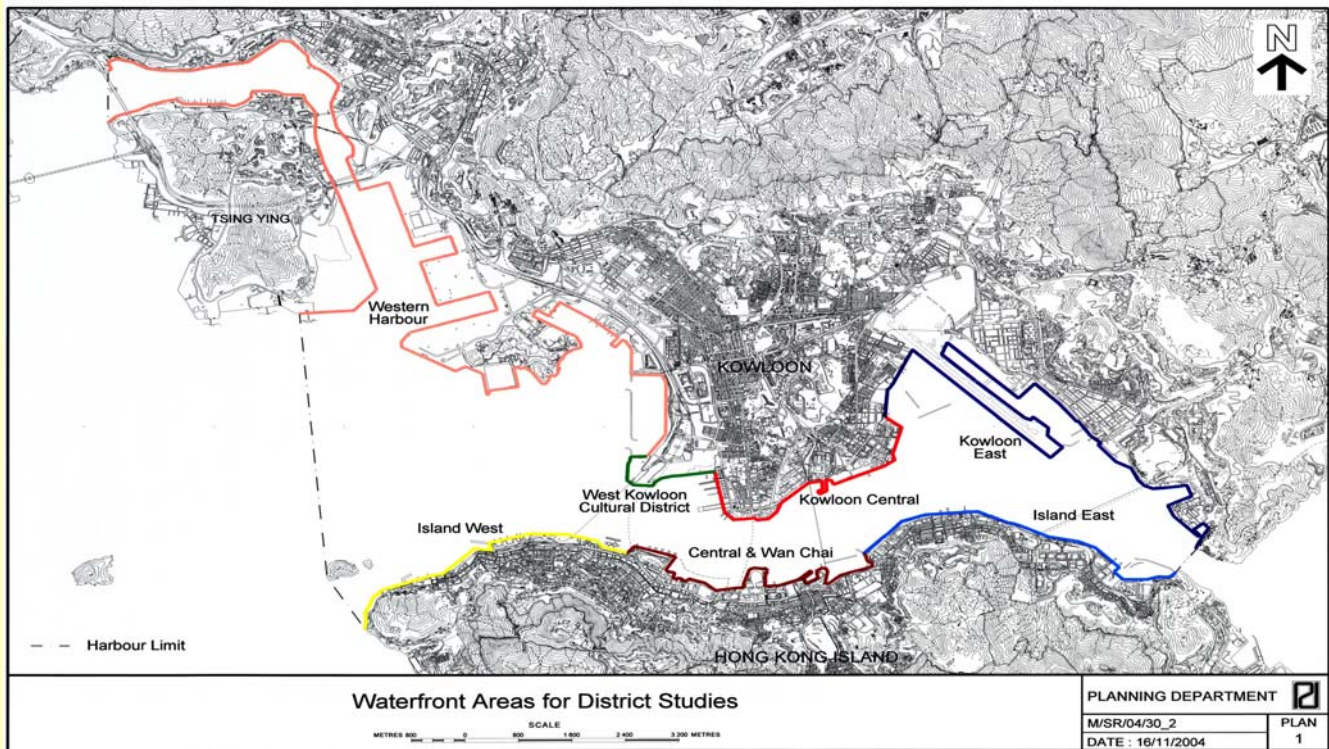 N
TSING YING
Western
Harbour
KOWLOON
Kowloon
East
West Kowloon
Cultural District
Kowloon Central
Island West
Central & Wan Chai
Island East
Harbour Limit
HONG KONG ISLAND
Waterfront Areas for District Studies
SCALE
METRES 800 0 800 1 600 2 400 3 200 METRES
PLANNING DEPARTMENT
M/SR/04/30_2
DATE : 16/11/2004
PLAN
1